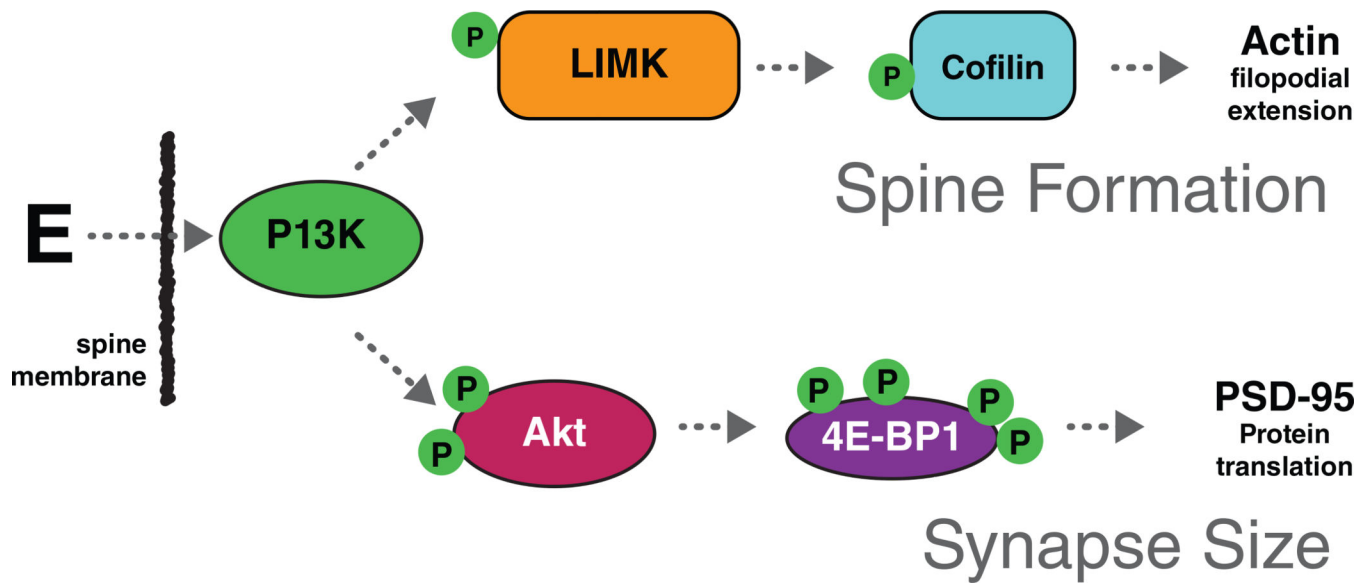 P
LIMK
P
Cofilin
Actin
filopodial
extension
Spine Formation
E
P13K
spine
membrane
P
P
Akt
P
P
P
P
4E-BP1
PSD-95
Protein
translation
Synapse Size